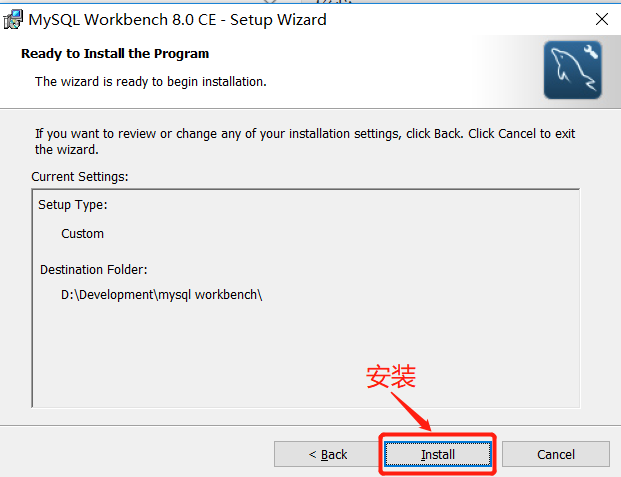 MySQL Workbench 8.0 CE - Setup Wizard
Ready to Install the Program
The wizard is ready to begin installation.
If you want to review or change any of your installation settings, click Back. Click Cancel to exit
the wizard.
Current Settings:
Setup Type:
Custom
Destination Folder:
D:\Development\mysql workbench\
安装
< Back
Install
Cancel